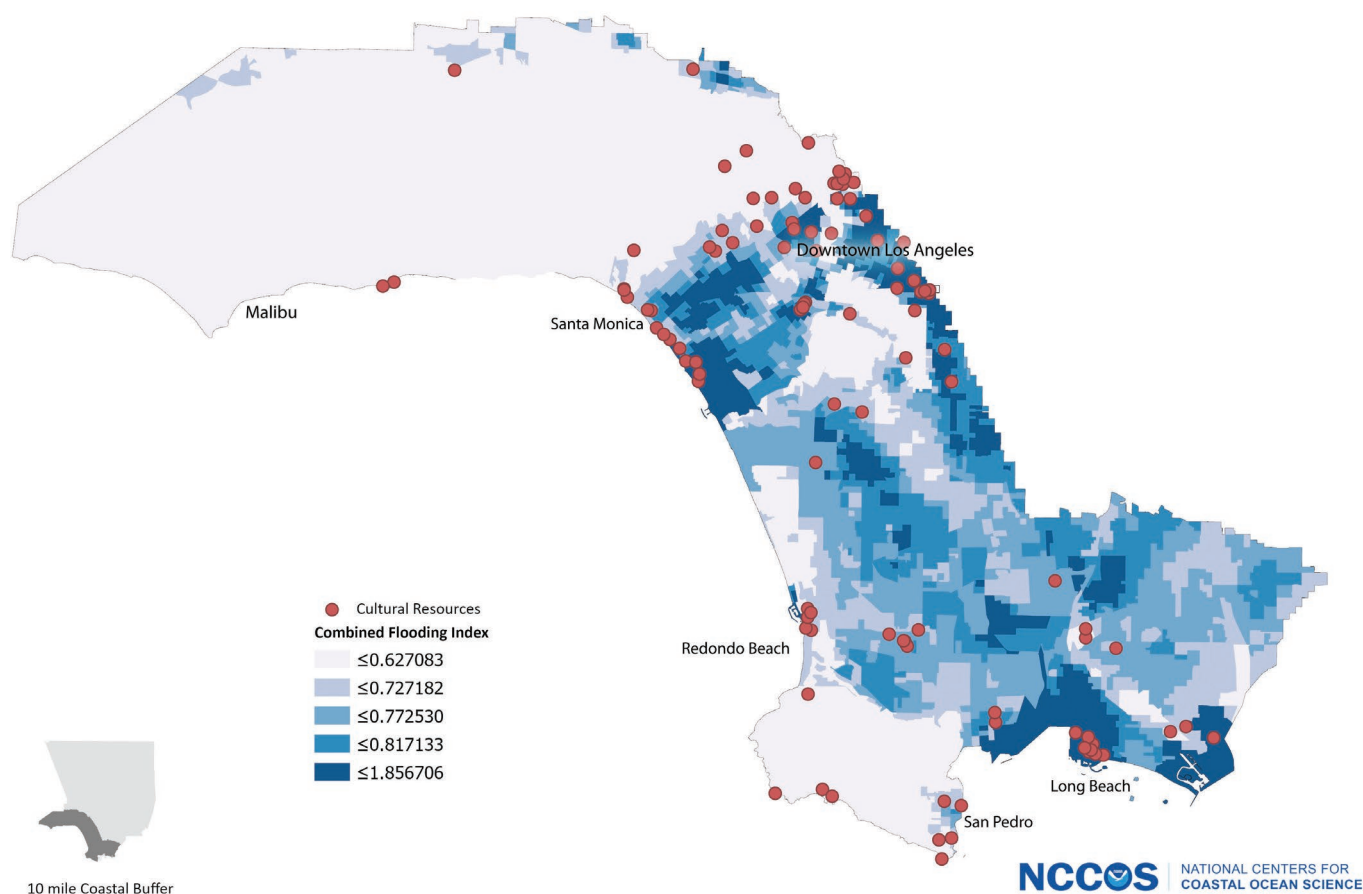 Downtown Los Angeles
Malibu
Santa Monica
Cultural Resources
Combined Flooding Index
≤0.627083
≤0.727182
≤0.772530
≤0.817133
≤1.856706
Redondo Beach
Long Beach
San Pedro
10 mile Coastal Buffer
NCCOS
NATIONAL CENTERS FOR
COASTAL OCEAN SCIENCE